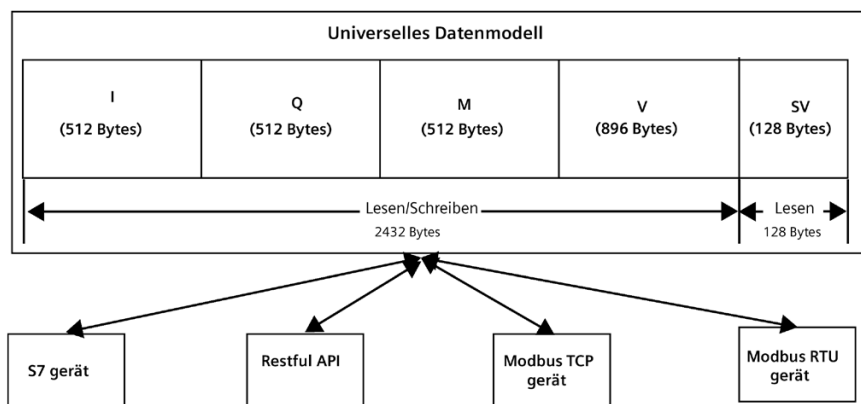 Universelles Datenmodell
I
(512 Bytes)
Q
(512 Bytes)
M
(512 Bytes)
V
(896 Bytes)
SV
(128 Bytes)
Lesen/Schreiben
2432 Bytes
Lesen
128 Bytes
S7 gerät
Restful API
Modbus TCP
gerät
Modbus RTU
gerät